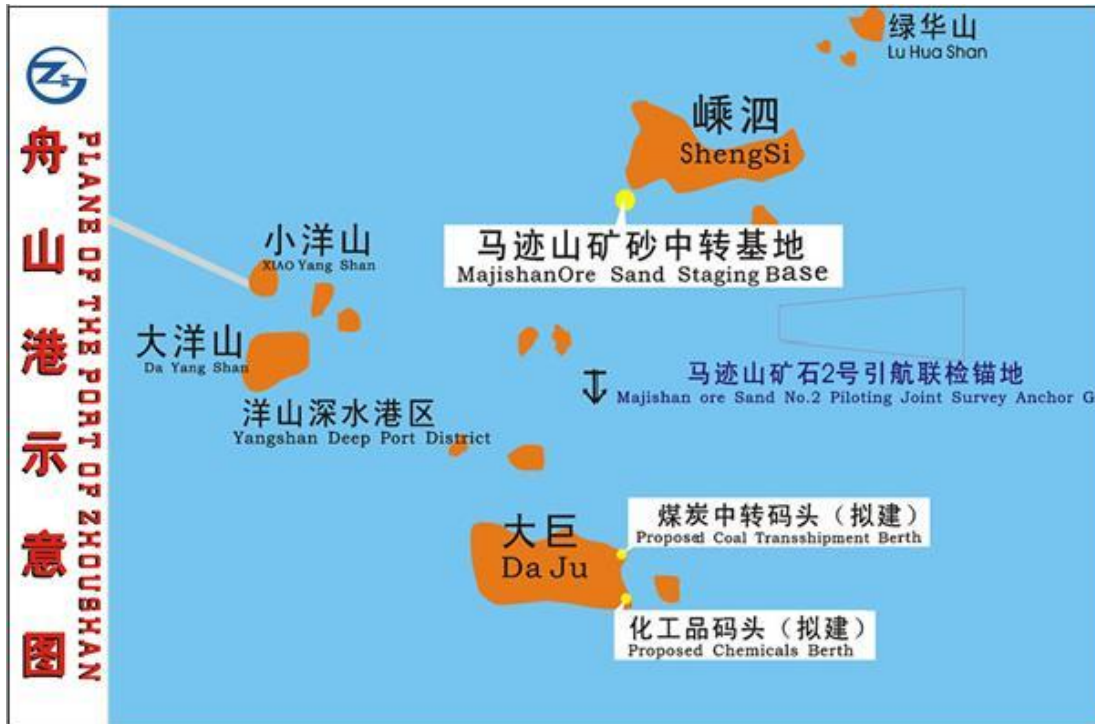 舟山港示意图
PLANE OF THE PORT OF ZHOUSHAN
绿华山
Lu Hua Shan
嵊泗
ShengSi
马迹山矿砂中转基地
MajishanOre Sand Staging Base
小洋山
XIAO Yang Shan
大洋山
Da Yang Shan
洋山深水港区
Yangshan Deep Port District
马迹山矿石2号引航联检锚地
Majishan ore Sand No.2 Piloting Joint Survey Anchor G
大巨
Da Ju
煤炭中转码头（拟建）
Proposed Coal Transshipment Berth
化工品码头（拟建）
Proposed Chemicals Berth